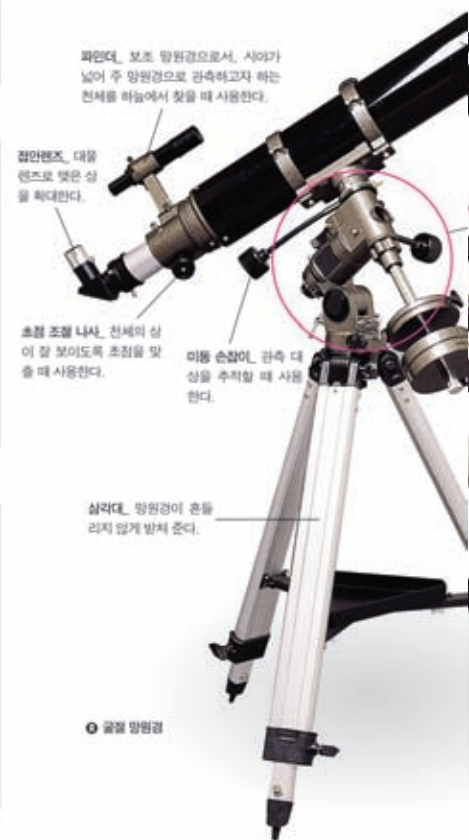 파인더_ 보조 망원경으로서, 시야가
넓어 주 망원경으로 관측하고자 하는
천체를 하늘에서 찾을 때 사용한다.
접안렌즈_ 대물
렌즈로 맺은 상
을 확대한다.
초점 조절 나사_ 천체의 상
이 잘 보이도록 초점을 맞
출 때 사용한다.
미동 손잡이_ 관측 대
상을 추적할 때 사용
한다.
삼각대_ 망원경이 흔들
리지 않게 받쳐 준다.
굴절 망원경